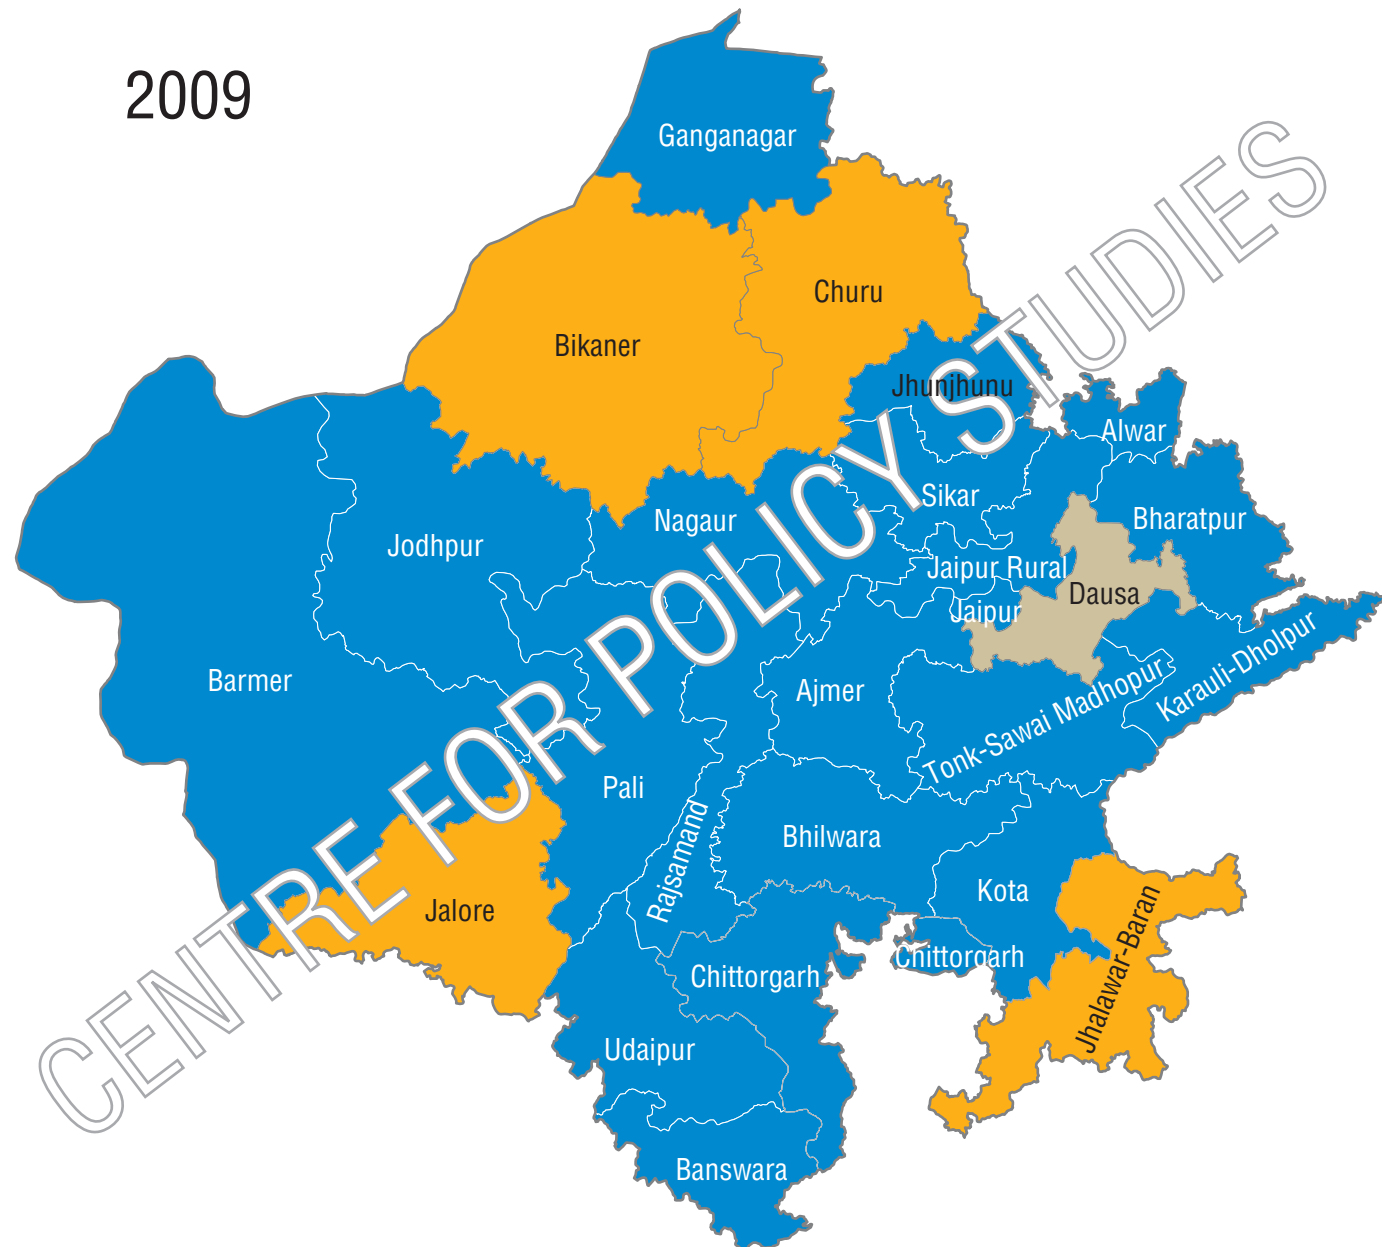 2009
Ganganagar
Churu
Bikaner
Jhunjhunu
Alwar
Sikar
Bharatpur
Nagaur
Jodhpur
Jaipur Rural
Dausa
Jaipur
Karauli-Dholpur
Barmer
Ajmer
Tonk-Sawai Madhopur
Pali
Rajsamand
Bhilwara
Kota
Jalore
Jhalawar-Baran
Chittorgarh
Chittorgarh
Udaipur
Banswara
CENTRE FOR POLICY STUDIES